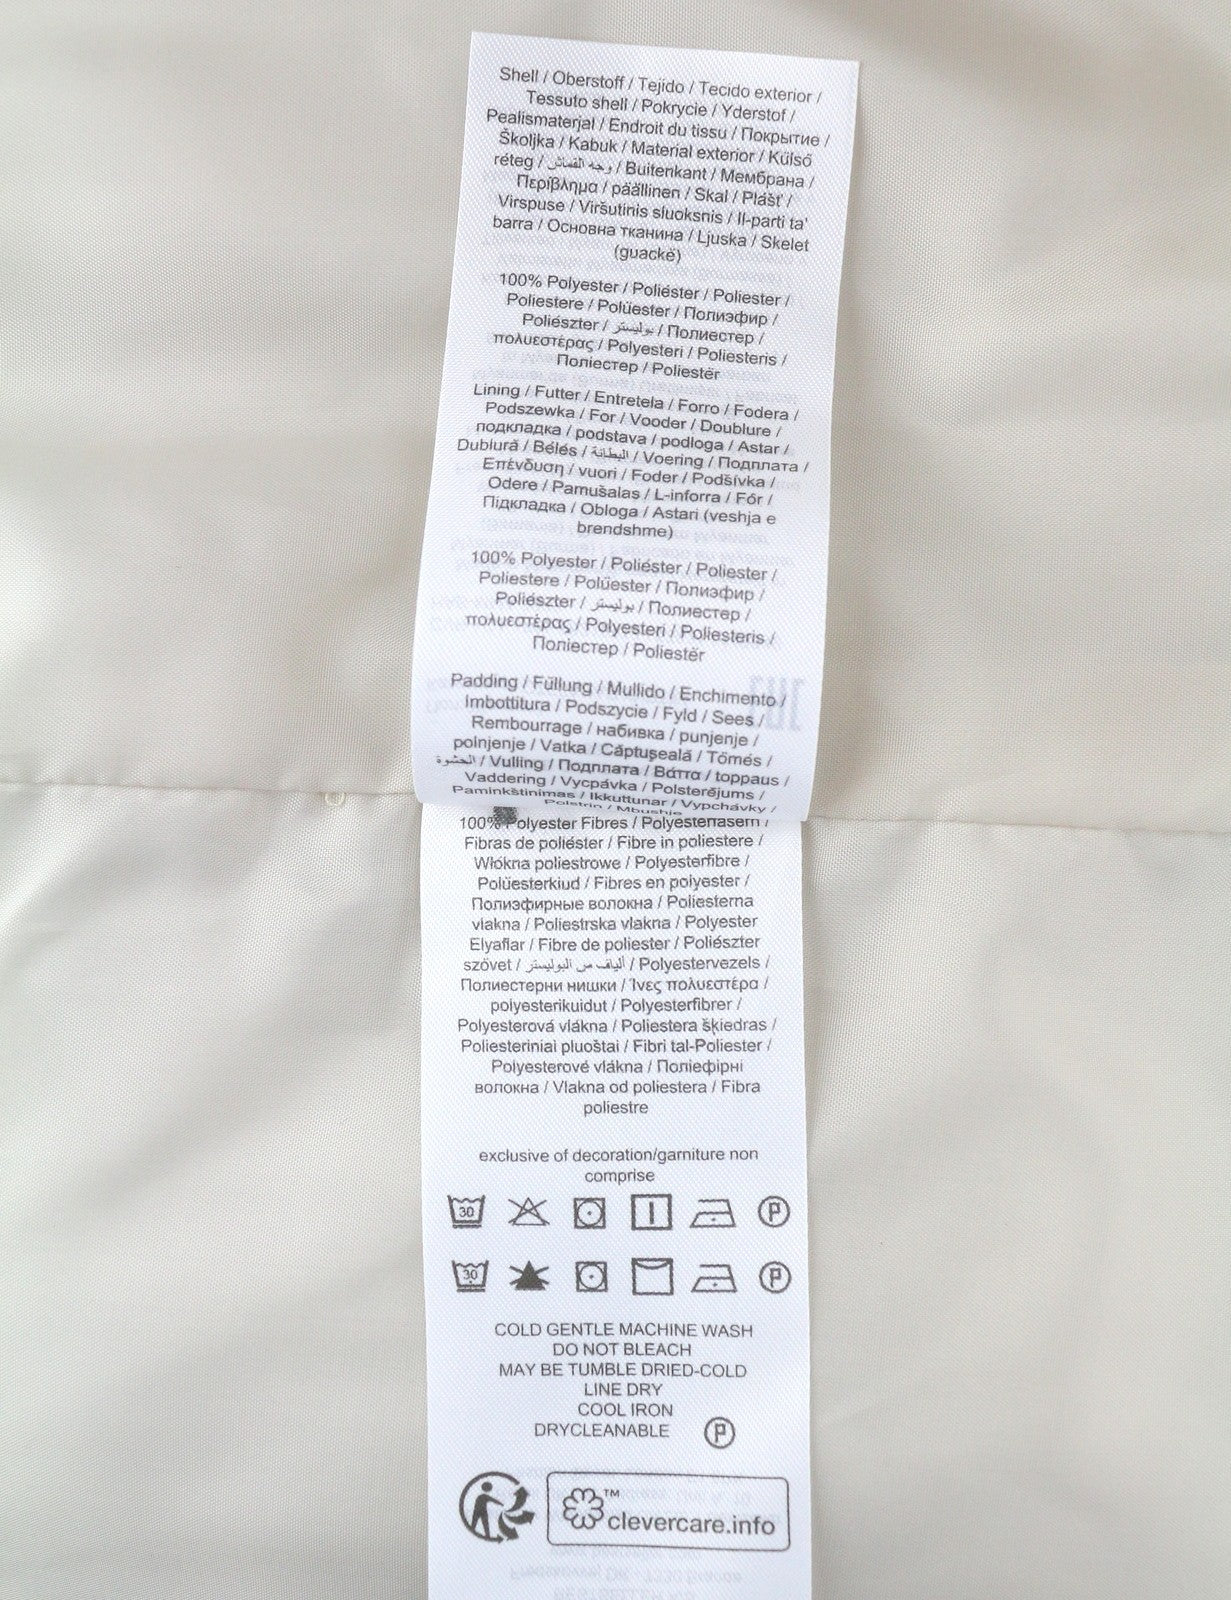 Shell / Oberstoff / Tejido / Tecido exterior /
Tessuto shell / Pokrycie / Yderstof /
Pealismaterjal / Endroit du tissu / Покрытие /
Školjka / Kabuk / Material exterior / Külső
réteg / وجه القماش / Buitenkant / Мембрана /
Περίβλημα / päällinen / Skal / Plášť /
Virspuse / Viršutinis sluoksnis / Il-parti ta'
barra / Основна тканина / Ljuska / Skelet
(guackë)
100% Polyester / Poliéster / Poliester /
Poliestere / Polüester / Полиэфир /
Poliészter / بوليستر / Полиестер /
πολυεστέρας / Polyesteri / Poliesteris /
Поліестер / Poliestër
Lining / Futter / Entretela / Forro / Fodera /
Podszewka / For / Vooder / Doublure /
подкладка / podstava / podloga / Astar /
Dublură / Bélés / البطانة / Voering / Подплата /
Επένδυση / vuori / Foder / Podšívka /
Odere / Pamušalas / L-inforra / Fór /
Підкладка / Obloga / Astari (veshja e
brendshme)
100% Polyester / Poliéster / Poliester /
Poliestere / Polüester / Полиэфир /
Poliészter / بوليستر / Полиестер /
πολυεστέρας / Polyesteri / Poliesteris /
Поліестер / Poliestër
Padding / Füllung / Mullido / Enchimento /
Imbottitura / Podszycie / Fyld / Sees /
Rembourrage / набивка / punjenje /
polnjenje / Vatka / Căptușeală / Tömés /
الحشوة / Vulling / Подплата / Βάττα / toppaus /
Vaddering / Vycpávka / Polsterējums /
Paminkštinimas / Ikkuttunar / Vypchávky /
Polstrin / Mbushje
100% Polyester Fibres / Polyesterfasern /
Fibras de poliéster / Fibre in poliestere /
Włókna poliestrowe / Polyesterfibre /
Polüesterkiud / Fibres en polyester /
Полиэфирные волокна / Poliesterna
vlakna / Poliestrska vlakna / Polyester
Elyaflar / Fibre de poliester / Poliészter
szövet / ألياف من البوليستر / Polyestervezels /
Полиестерни нишки / Ίνες πολυεστέρα /
polyesterikuidut / Polyesterfibrer /
Polyesterová vlákna / Poliestera šķiedras /
Poliesteriniai pluoštai / Fibri tal-Poliester /
Polyesterové vlákna / Поліефірні
волокна / Vlakna od poliestera / Fibra
poliestre
exclusive of decoration/garniture non
comprise
30 P
30 P
COLD GENTLE MACHINE WASH
DO NOT BLEACH
MAY BE TUMBLE DRIED-COLD
LINE DRY
COOL IRON
DRYCLEANABLE P
™
clevercare.info